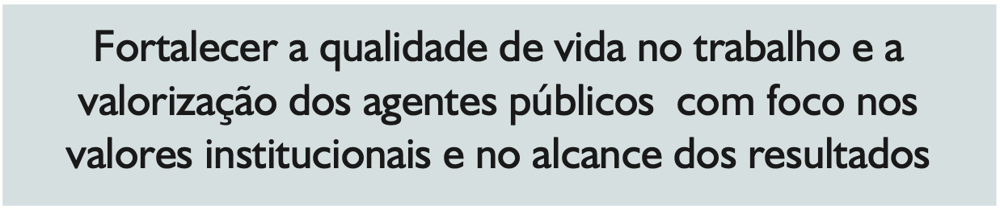 Fortalecer a qualidade de vida no trabalho e a
valorização dos agentes públicos  com foco nos
valores institucionais e no alcance dos resultados